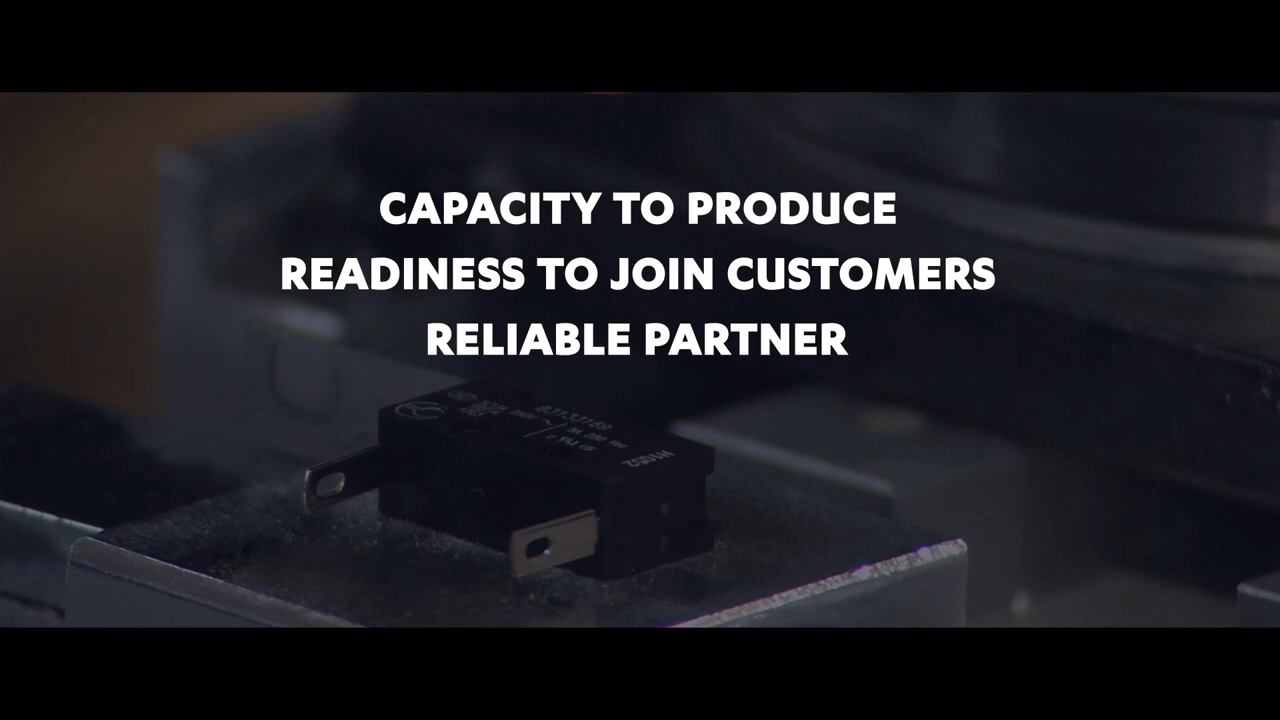 CAPACITY TO PRODUCE
READINESS TO JOIN CUSTOMERS
RELIABLE PARTNER